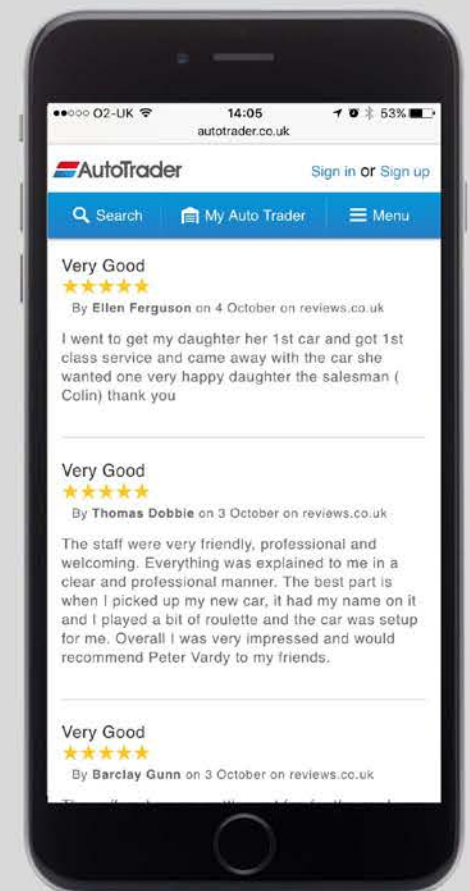 O2-UK 14:05 53%
autotrader.co.uk
AutoTrader Sign in or Sign up
Search My Auto Trader Menu
Very Good
By Ellen Ferguson on 4 October on reviews.co.uk
I went to get my daughter her 1st car and got 1st
class service and came away with the car she
wanted one very happy daughter the salesman (
Colin) thank you
Very Good
By Thomas Dobbie on 3 October on reviews.co.uk
The staff were very friendly, professional and
welcoming. Everything was explained to me in a
clear and professional manner. The best part is
when I picked up my new car, it had my name on it
and I played a bit of roulette and the car was setup
for me. Overall I was very impressed and would
recommend Peter Vardy to my friends.
Very Good
By Barclay Gunn on 3 October on reviews.co.uk